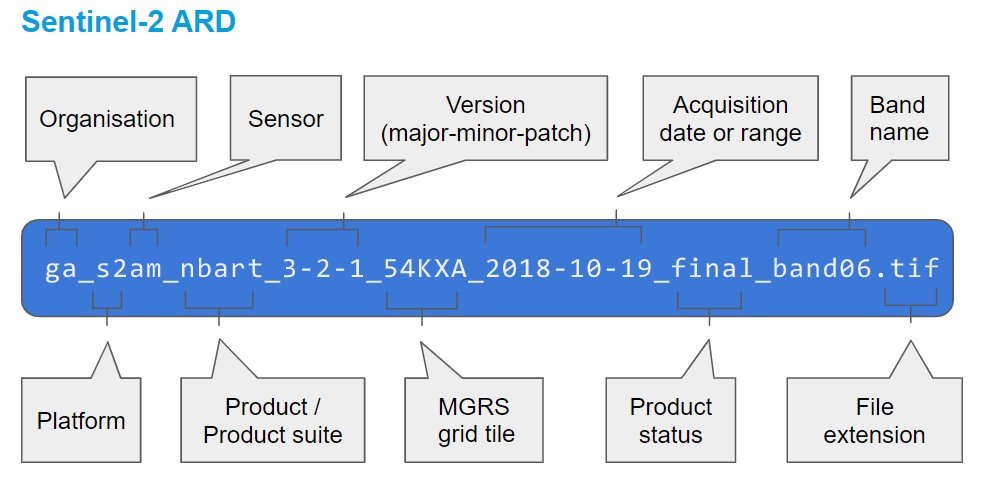 Sentinel-2 ARD
Organisation
Sensor
Version
(major-minor-patch)
Acquisition
date or range
Band
name
ga_s2am_nbart_3-2-1_54KXA_2018-10-19_final_band06.tif
Platform
Product /
Product suite
MGRS
grid tile
Product
status
File
extension